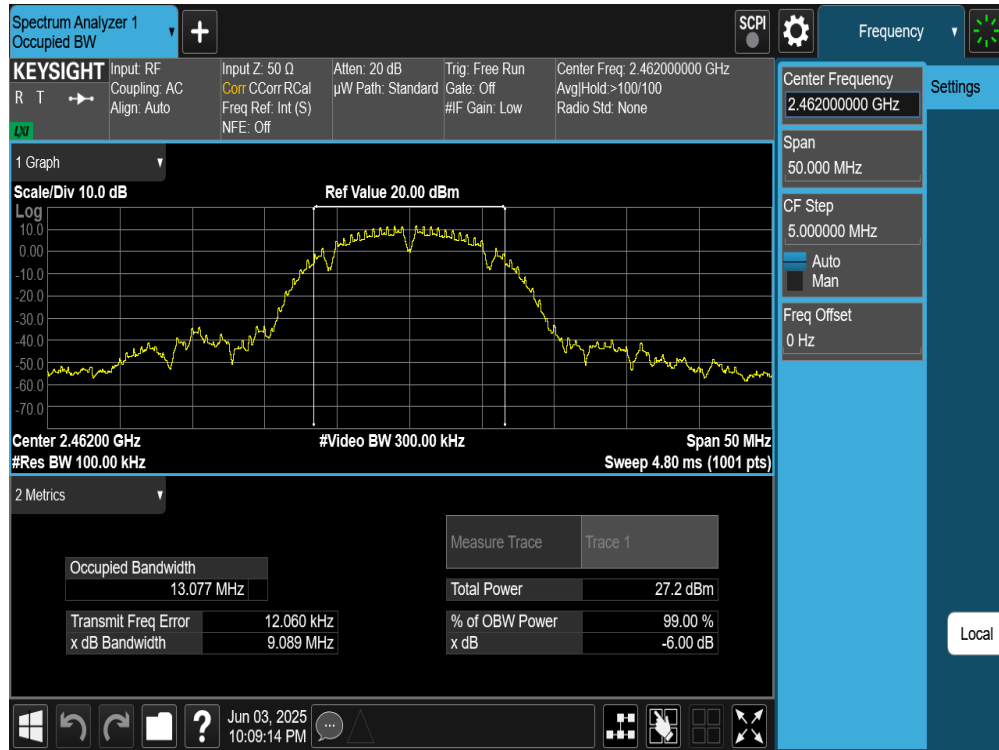 Spectrum Analyzer 1
Occupied BW
+
SCPI
Frequency
KEYSIGHT
R T
LXI
Input: RF
Coupling: AC
Align: Auto
Input Z: 50 Ω
Corr CCorr RCal
Freq Ref: Int (S)
NFE: Off
Atten: 20 dB
µW Path: Standard
Trig: Free Run
Gate: Off
#IF Gain: Low
Center Freq: 2.462000000 GHz
Avg|Hold:>100/100
Radio Std: None
Center Frequency
2.462000000 GHz
Settings
Span
50.000 MHz
CF Step
5.000000 MHz
Auto
Man
Freq Offset
0 Hz
1 Graph
Scale/Div 10.0 dB
Ref Value 20.00 dBm
Log
10.0
0.00
-10.0
-20.0
-30.0
-40.0
-50.0
-60.0
-70.0
Center 2.46200 GHz
#Video BW 300.00 kHz
Span 50 MHz
#Res BW 100.00 kHz
Sweep 4.80 ms (1001 pts)
2 Metrics
Measure Trace
Trace 1
Occupied Bandwidth
13.077 MHz
Total Power
27.2 dBm
Transmit Freq Error
12.060 kHz
% of OBW Power
99.00 %
x dB Bandwidth
9.089 MHz
x dB
-6.00 dB
Local
?
Jun 03, 2025
10:09:14 PM